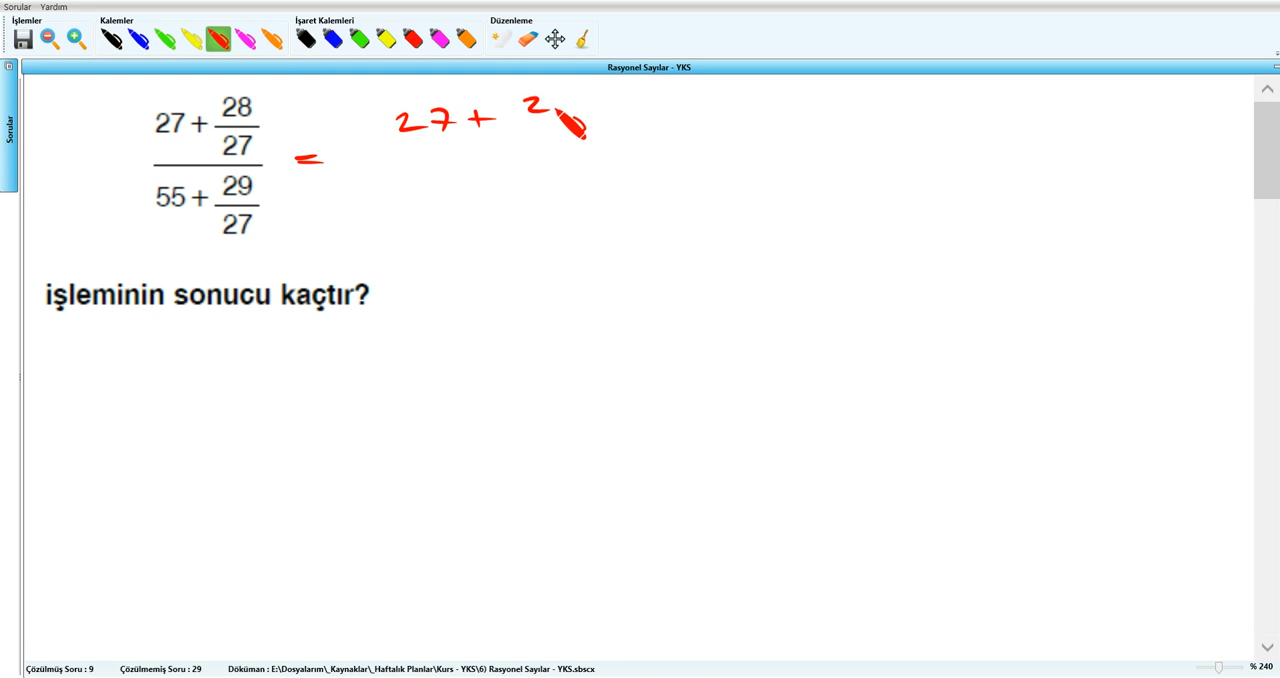 Sorular Yardım
İşlemler Kalemler İşaret Kalemleri Düzenleme
Rasyonel Sayılar - YKS
Sorular
27 + 28/27
55 + 29/27
= 27 + 2
işleminin sonucu kaçtır?
Çözülmüş Soru : 9 Çözülmemiş Soru : 29 Döküman : E:\Dosyalarım\_Kaynaklar\_Haftalık Planlar\Kurs - YKS\6) Rasyonel Sayılar - YKS.sbscx % 240